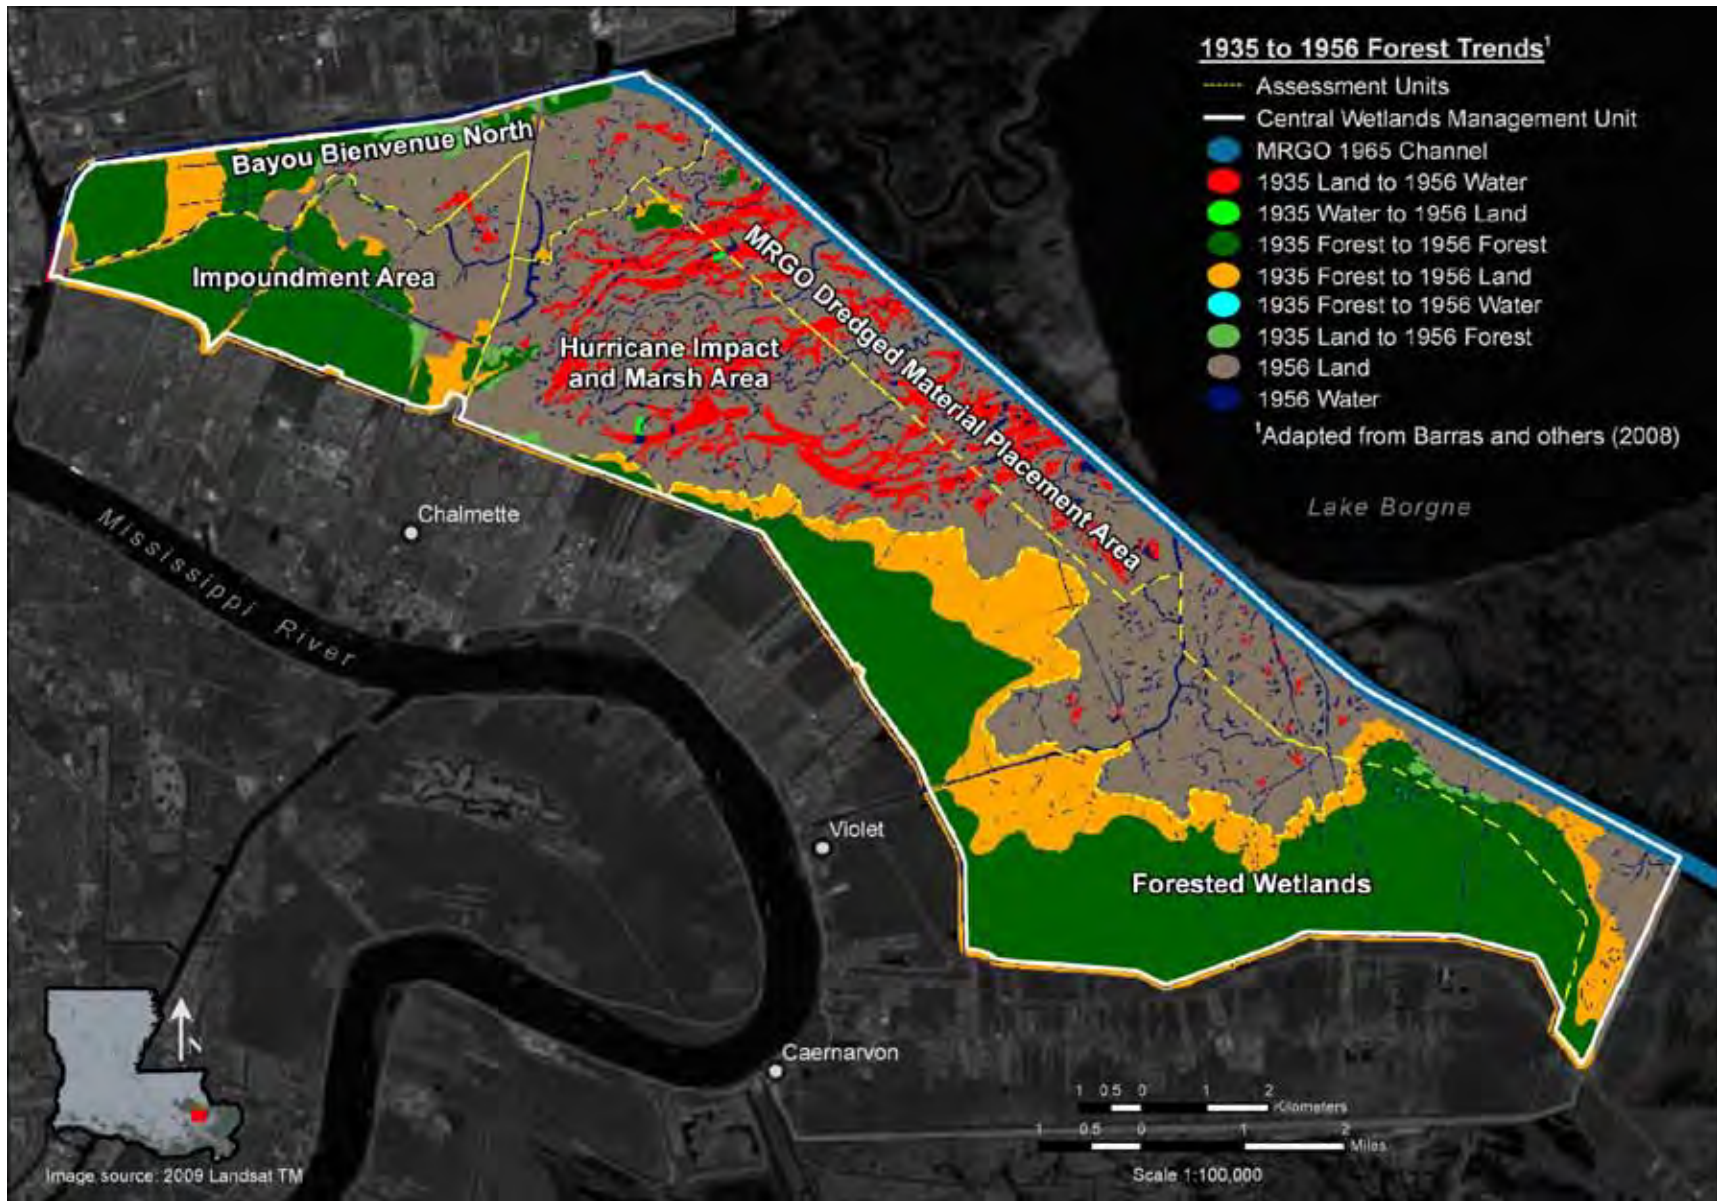 1935 to 1956 Forest Trends¹
Assessment Units
Central Wetlands Management Unit
MRGO 1965 Channel
1935 Land to 1956 Water
1935 Water to 1956 Land
1935 Forest to 1956 Forest
1935 Forest to 1956 Land
1935 Forest to 1956 Water
1935 Land to 1956 Forest
1956 Land
1956 Water
¹Adapted from Barras and others (2008)
Bayou Bienvenue North
Impoundment Area
MRGO Dredged Material Placement Area
Hurricane Impact
and Marsh Area
Lake Borgne
Chalmette
Mississippi River
Violet
Forested Wetlands
Caernarvon
N
1 0.5 0 1 2
Kilometers
1 0.5 0 1 2
Miles
Scale 1:100,000
Image source: 2009 Landsat TM